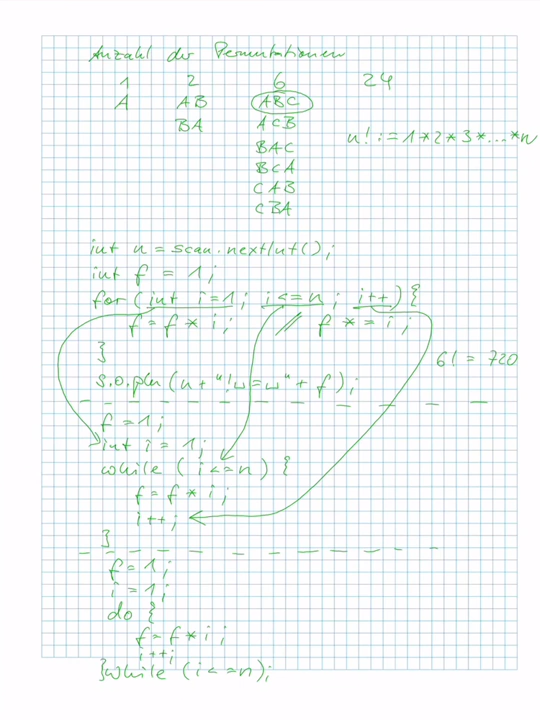 Anzahl der Permutationen
1 2 6 24
A AB ABC
BA ACB
BAC n! := 1*2*3*...*n
BCA
CAB
CBA
int n = scan.nextInt();
int f = 1;
for (int i=1; i<=n; i++) {
f = f * i; // f *= i;
}
6! = 720
S.o.pln (n + "!␣=␣" + f);
f = 1;
int i = 1;
while (i<=n) {
f = f * i;
i++;
}
f = 1;
i = 1;
do {
f = f * i;
i++;
}while (i<=n);